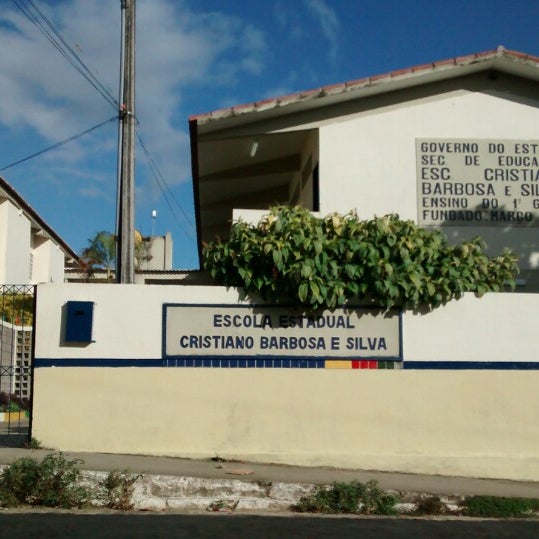 GOVERNO DO EST
SEC. DE EDUCA
ESC. CRISTIA
BARBOSA E SIL
ENSINO DO 1º G
FUNDADO, MARÇO
ESCOLA ESTADUAL
CRISTIANO BARBOSA E SILVA